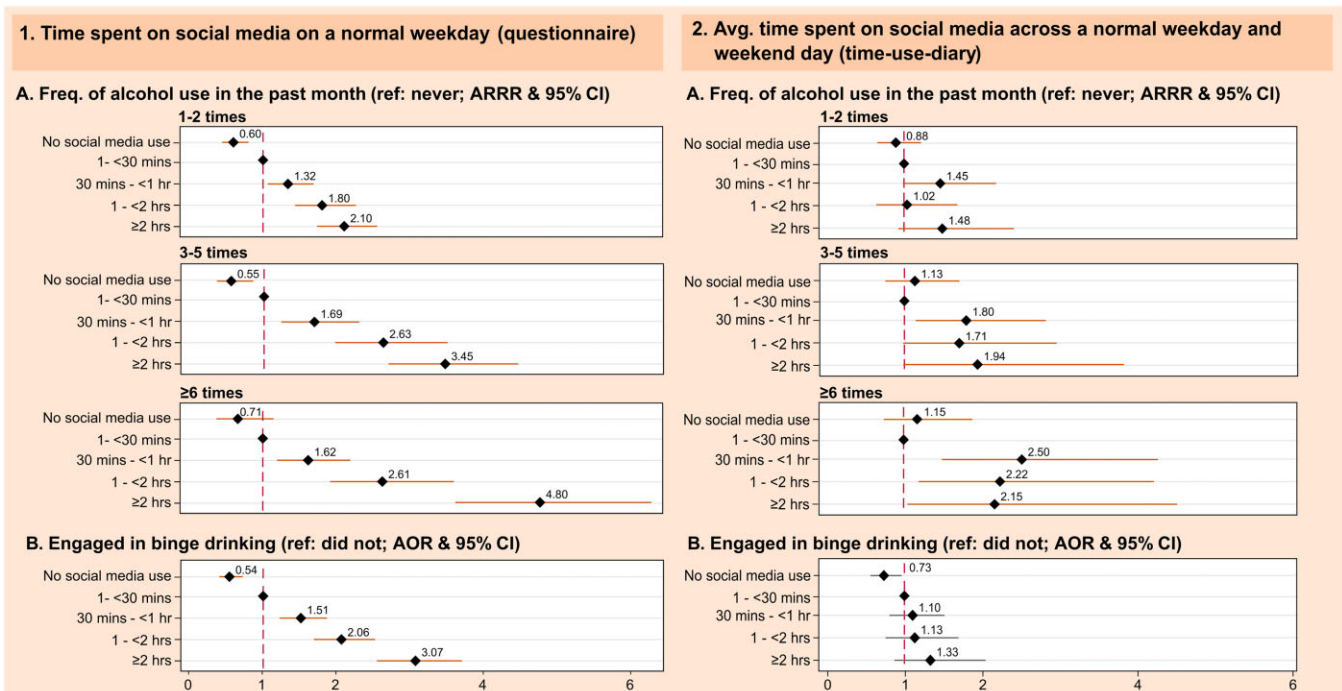 1. Time spent on social media on a normal weekday (questionnaire)
A. Freq. of alcohol use in the past month (ref: never; ARRR & 95% CI)
1-2 times
No social media use
0.60
1 - <30 mins
30 mins - <1 hr
1.32
1 - <2 hrs
1.80
≥2 hrs
2.10
3-5 times
No social media use
0.55
1 - <30 mins
30 mins - <1 hr
1.69
1 - <2 hrs
2.63
≥2 hrs
3.45
≥6 times
No social media use
0.71
1 - <30 mins
30 mins - <1 hr
1.62
1 - <2 hrs
2.61
≥2 hrs
4.80
B. Engaged in binge drinking (ref: did not; AOR & 95% CI)
No social media use
0.54
1 - <30 mins
30 mins - <1 hr
1.51
1 - <2 hrs
2.06
≥2 hrs
3.07
0 1 2 4 6
2. Avg. time spent on social media across a normal weekday and
weekend day (time-use-diary)
A. Freq. of alcohol use in the past month (ref: never; ARRR & 95% CI)
1-2 times
No social media use
0.88
1 - <30 mins
30 mins - <1 hr
1.45
1 - <2 hrs
1.02
≥2 hrs
1.48
3-5 times
No social media use
1.13
1 - <30 mins
30 mins - <1 hr
1.80
1 - <2 hrs
1.71
≥2 hrs
1.94
≥6 times
No social media use
1.15
1 - <30 mins
30 mins - <1 hr
2.50
1 - <2 hrs
2.22
≥2 hrs
2.15
B. Engaged in binge drinking (ref: did not; AOR & 95% CI)
No social media use
0.73
1 - <30 mins
30 mins - <1 hr
1.10
1 - <2 hrs
1.13
≥2 hrs
1.33
0 1 2 4 6